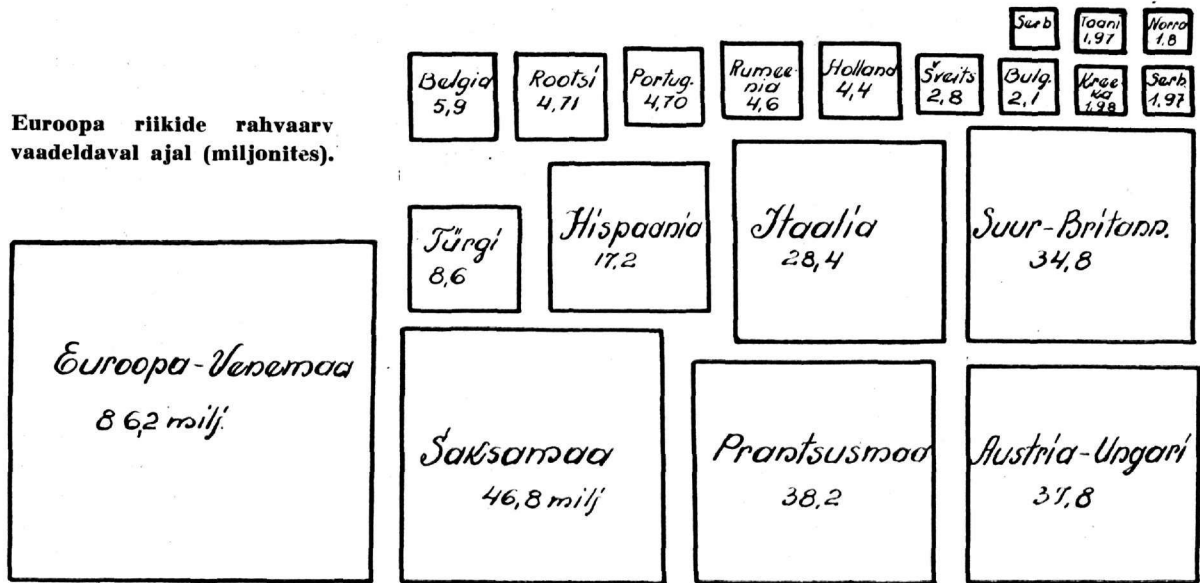 Euroopa riikide rahvaarv
vaadeldaval ajal (miljonites).
Serb
Taani
1,97
Norra
1.8
Belgia
5,9
Rootsi
4,71
Portug.
4,70
Rumee-
nia
4,6
Holland
4,4
Šveits
2,8
Bulg.
2,1
Kree-
ka
1,98
Serb.
1,97
Türgi
8,6
Hispaania
17,2
Itaalia
28,4
Suur-Britann.
34,8
Euroopa-Venemaa
86,2 milj.
Saksamaa
46,8 milj
Prantsusmaa
38,2
Austria-Ungari
37,8